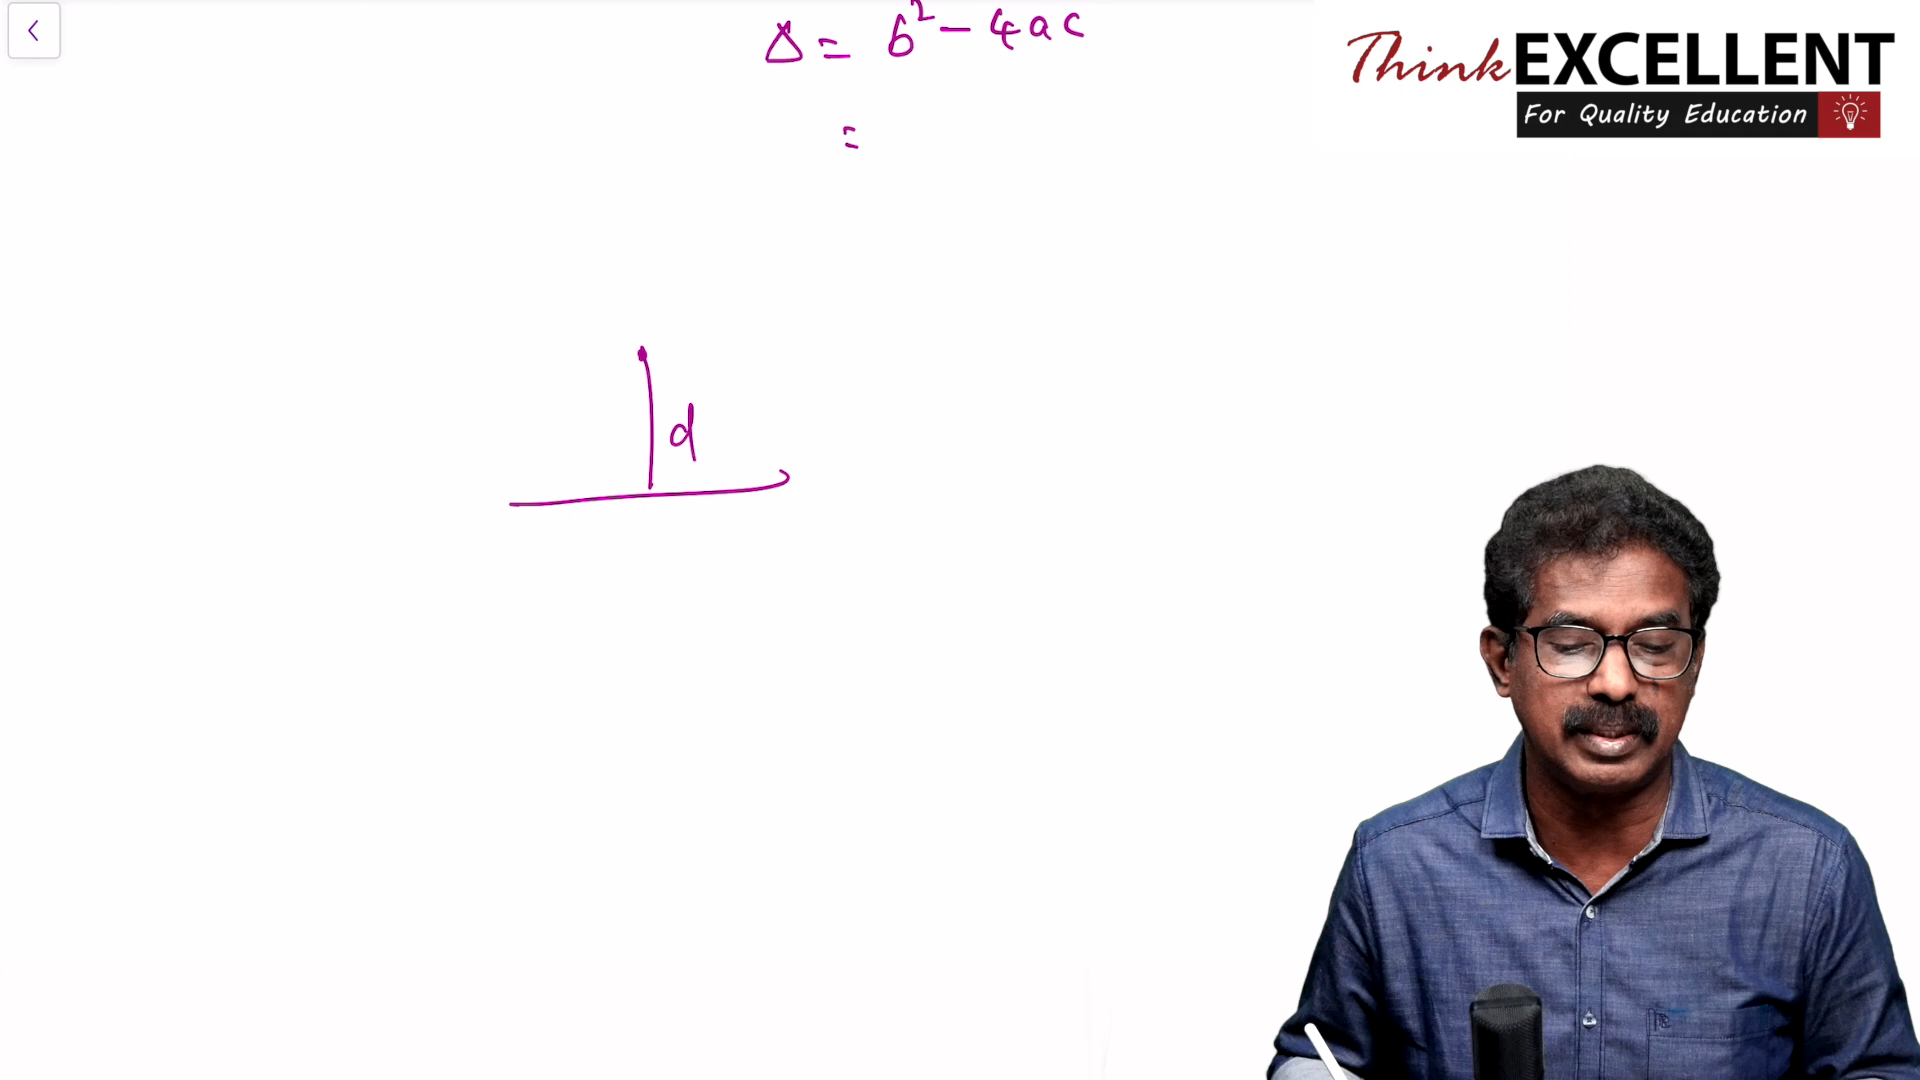 Δ = b² - 4ac
=
d
Think EXCELLENT
For Quality Education